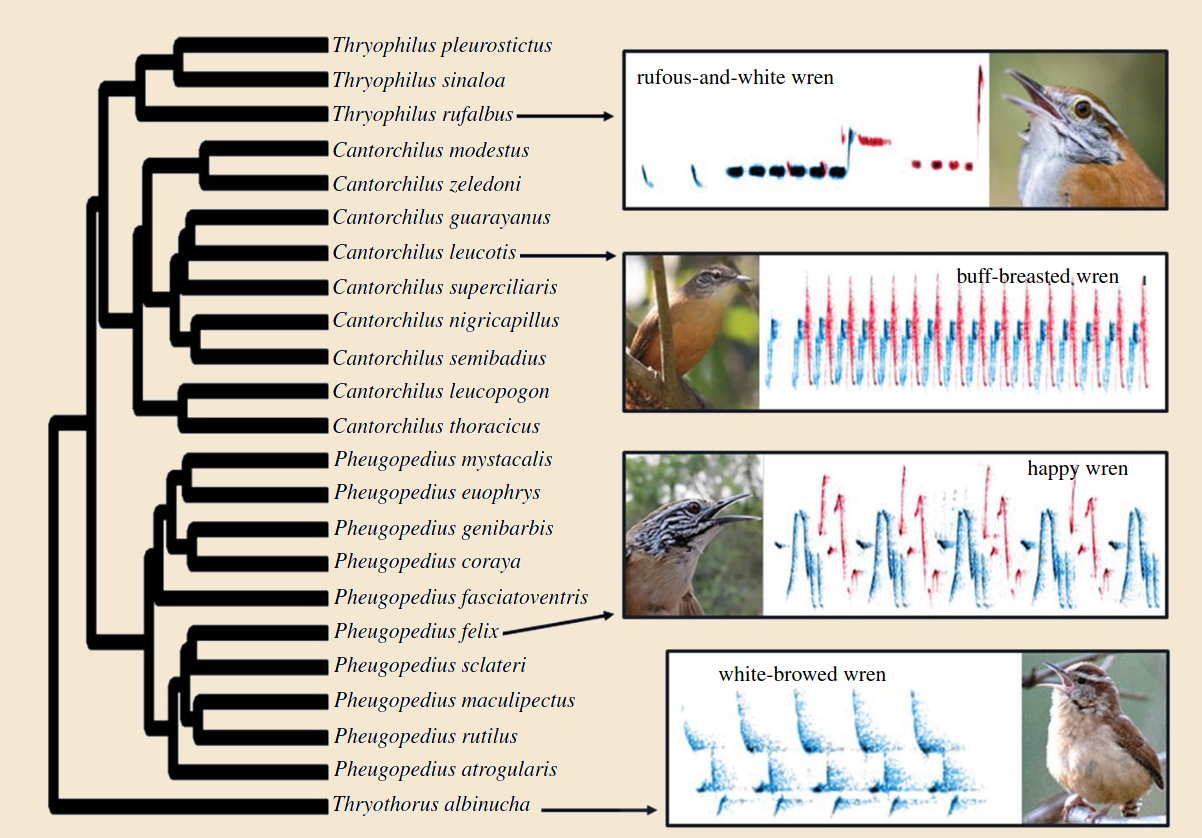 Thryophilus pleurostictus
Thryophilus sinaloa
Thryophilus rufalbus
Cantorchilus modestus
Cantorchilus zeledoni
Cantorchilus guarayanus
Cantorchilus leucotis
Cantorchilus superciliaris
Cantorchilus nigricapillus
Cantorchilus semibadius
Cantorchilus leucopogon
Cantorchilus thoracicus
Pheugopedius mystacalis
Pheugopedius euophrys
Pheugopedius genibarbis
Pheugopedius coraya
Pheugopedius fasciatoventris
Pheugopedius felix
Pheugopedius sclateri
Pheugopedius maculipectus
Pheugopedius rutilus
Pheugopedius atrogularis
Thryothorus albinucha
rufous-and-white wren
buff-breasted wren
happy wren
white-browed wren